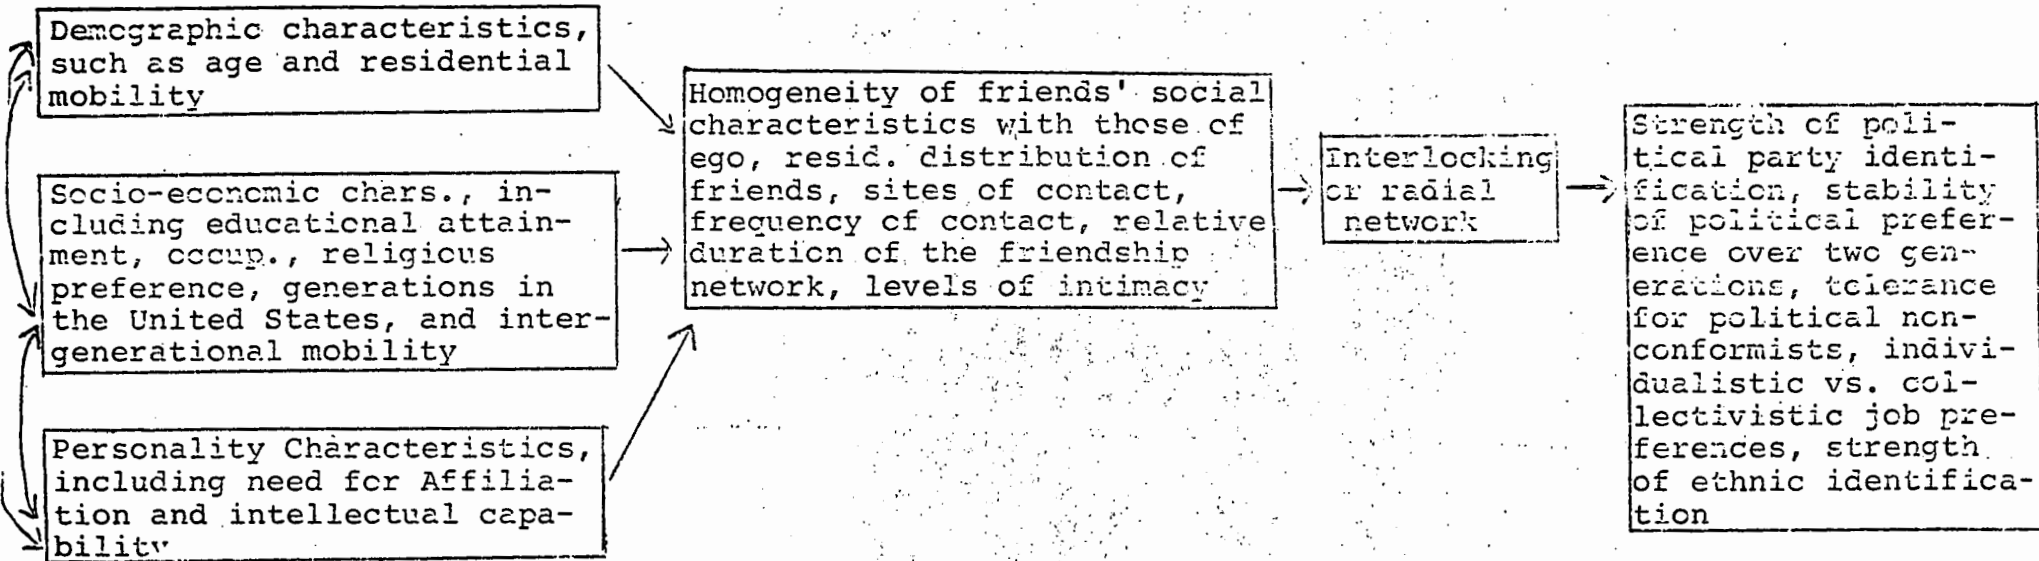 Demographic characteristics,
such as age and residential
mobility
Socio-economic chars., in-
cluding educational attain-
ment, occup., religious
preference, generations in
the United States, and inter-
generational mobility
Personality Characteristics,
including need for Affilia-
tion and intellectual capa-
bility
Homogeneity of friends' social
characteristics with those of
ego, resid. distribution of
friends, sites of contact,
frequency of contact, relative
duration of the friendship
network, levels of intimacy
Interlocking
or radial
network
Strength of poli-
tical party identi-
fication, stability
of political prefer-
ence over two gen-
erations, tolerance
for political non-
conformists, indivi-
dualistic vs. col-
lectivistic job pre-
ferences, strength
of ethnic identifica-
tion